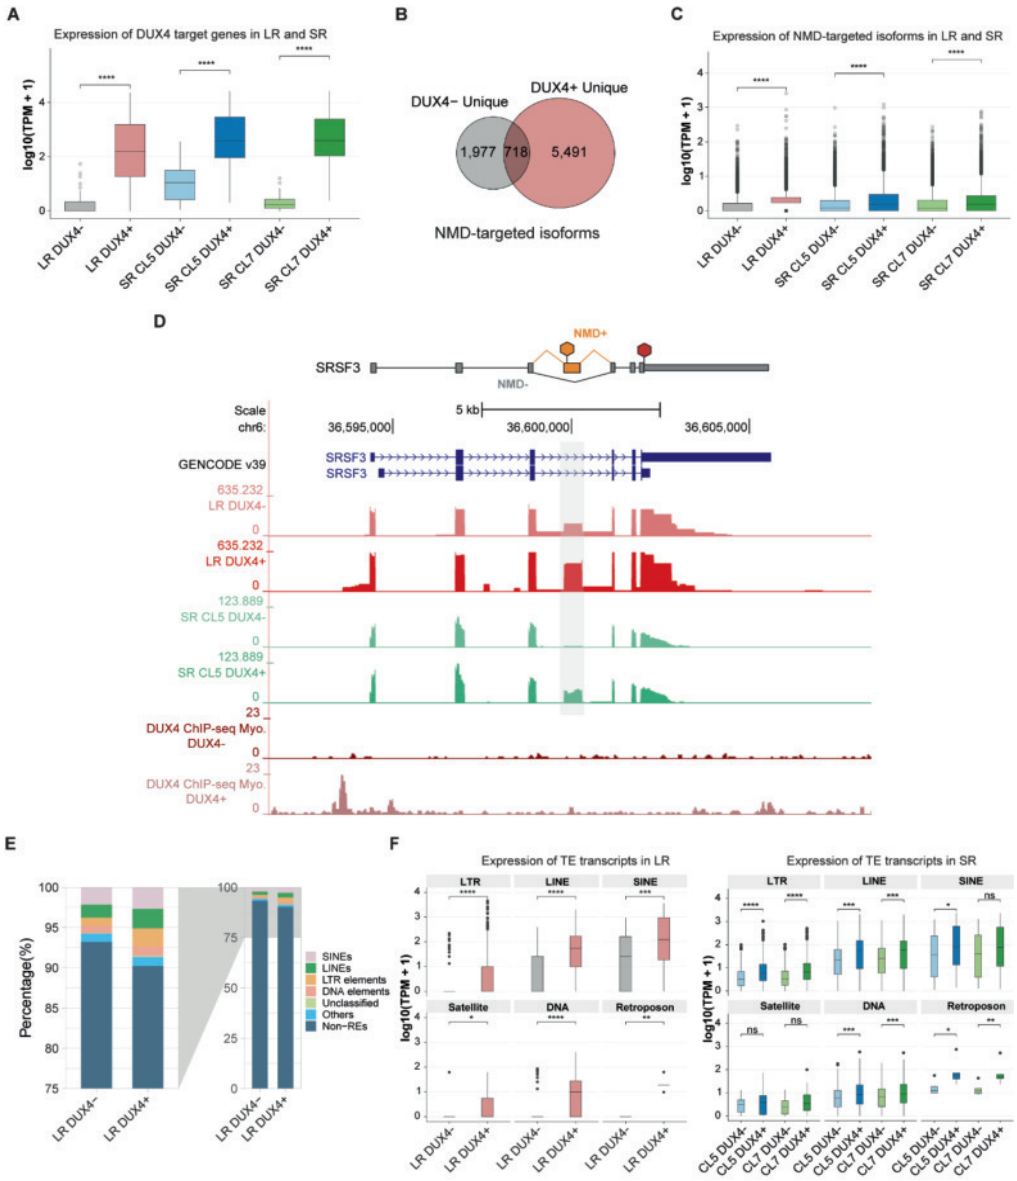 A
Expression of DUX4 target genes in LR and SR
log10(TPM + 1)
4
2
0
****
****
****
LR DUX4-
LR DUX4+
SR CL5 DUX4-
SR CL5 DUX4+
SR CL7 DUX4-
SR CL7 DUX4+
B
DUX4− Unique
DUX4+ Unique
1,977
718
5,491
NMD-targeted isoforms
C
Expression of NMD-targeted isoforms in LR and SR
log10(TPM + 1)
4
3
2
1
0
****
****
****
LR DUX4-
LR DUX4+
SR CL5 DUX4-
SR CL5 DUX4+
SR CL7 DUX4-
SR CL7 DUX4+
D
NMD+
SRSF3
NMD-
Scale
5 kb
chr6:
36,595,000
36,600,000
36,605,000
GENCODE v39
SRSF3
SRSF3
635.232
LR DUX4-
0
635.232
LR DUX4+
0
123.889
SR CL5 DUX4-
0
123.889
SR CL5 DUX4+
0
23
DUX4 ChIP-seq Myo.
DUX4-
0
23
DUX4 ChIP-seq Myo.
DUX4+
0
E
Percentage(%)
100
95
90
85
80
75
LR DUX4−
LR DUX4+
100
75
50
25
0
LR DUX4−
LR DUX4+
SINEs
LINEs
LTR elements
DNA elements
Unclassified
Others
Non-REs
F
Expression of TE transcripts in LR
log10(TPM + 1)
LTR
LINE
SINE
****
****
***
4
3
2
1
0
Satellite
DNA
Retroposon
*
****
**
4
3
2
1
0
LR DUX4-
LR DUX4+
LR DUX4-
LR DUX4+
LR DUX4-
LR DUX4+
Expression of TE transcripts in SR
log10(TPM + 1)
LTR
LINE
SINE
****
****
***
***
*
ns
4
3
2
1
0
Satellite
DNA
Retroposon
ns
ns
***
***
*
**
4
3
2
1
0
CL5 DUX4-
CL5 DUX4+
CL7 DUX4-
CL7 DUX4+
CL5 DUX4-
CL5 DUX4+
CL7 DUX4-
CL7 DUX4+
CL5 DUX4-
CL5 DUX4+
CL7 DUX4-
CL7 DUX4+